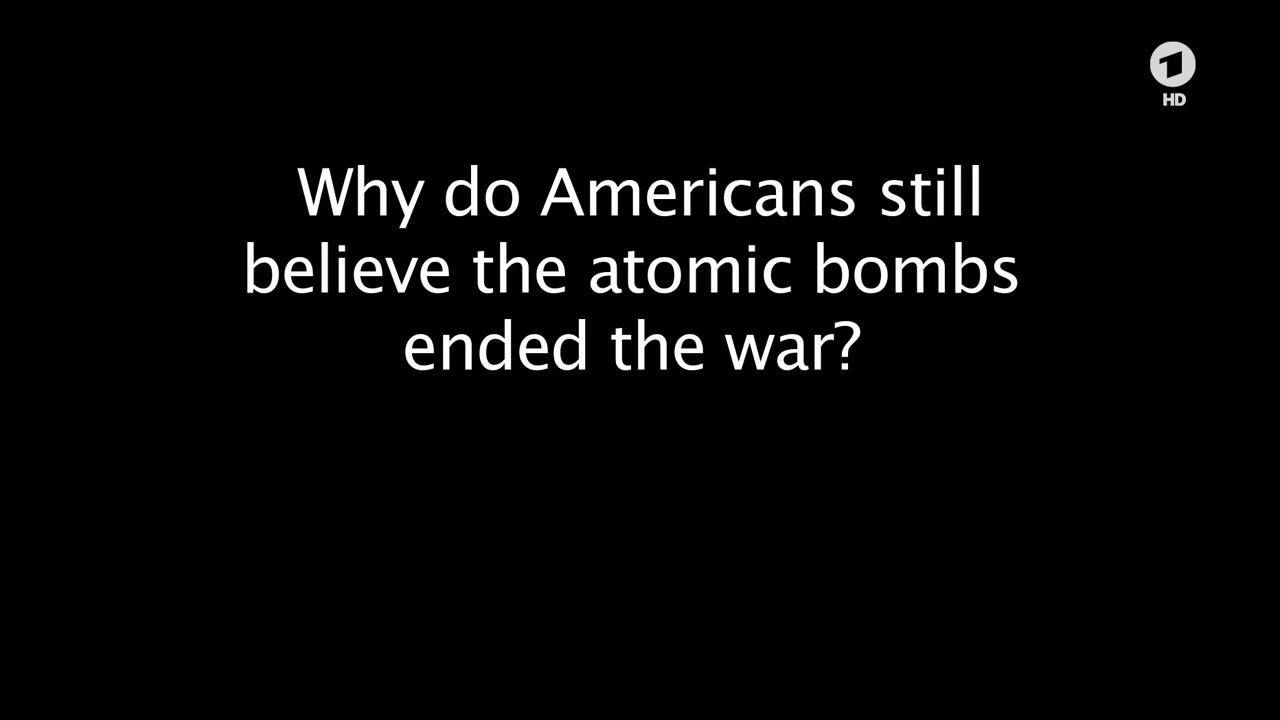 1
HD
Why do Americans still
believe the atomic bombs
ended the war?